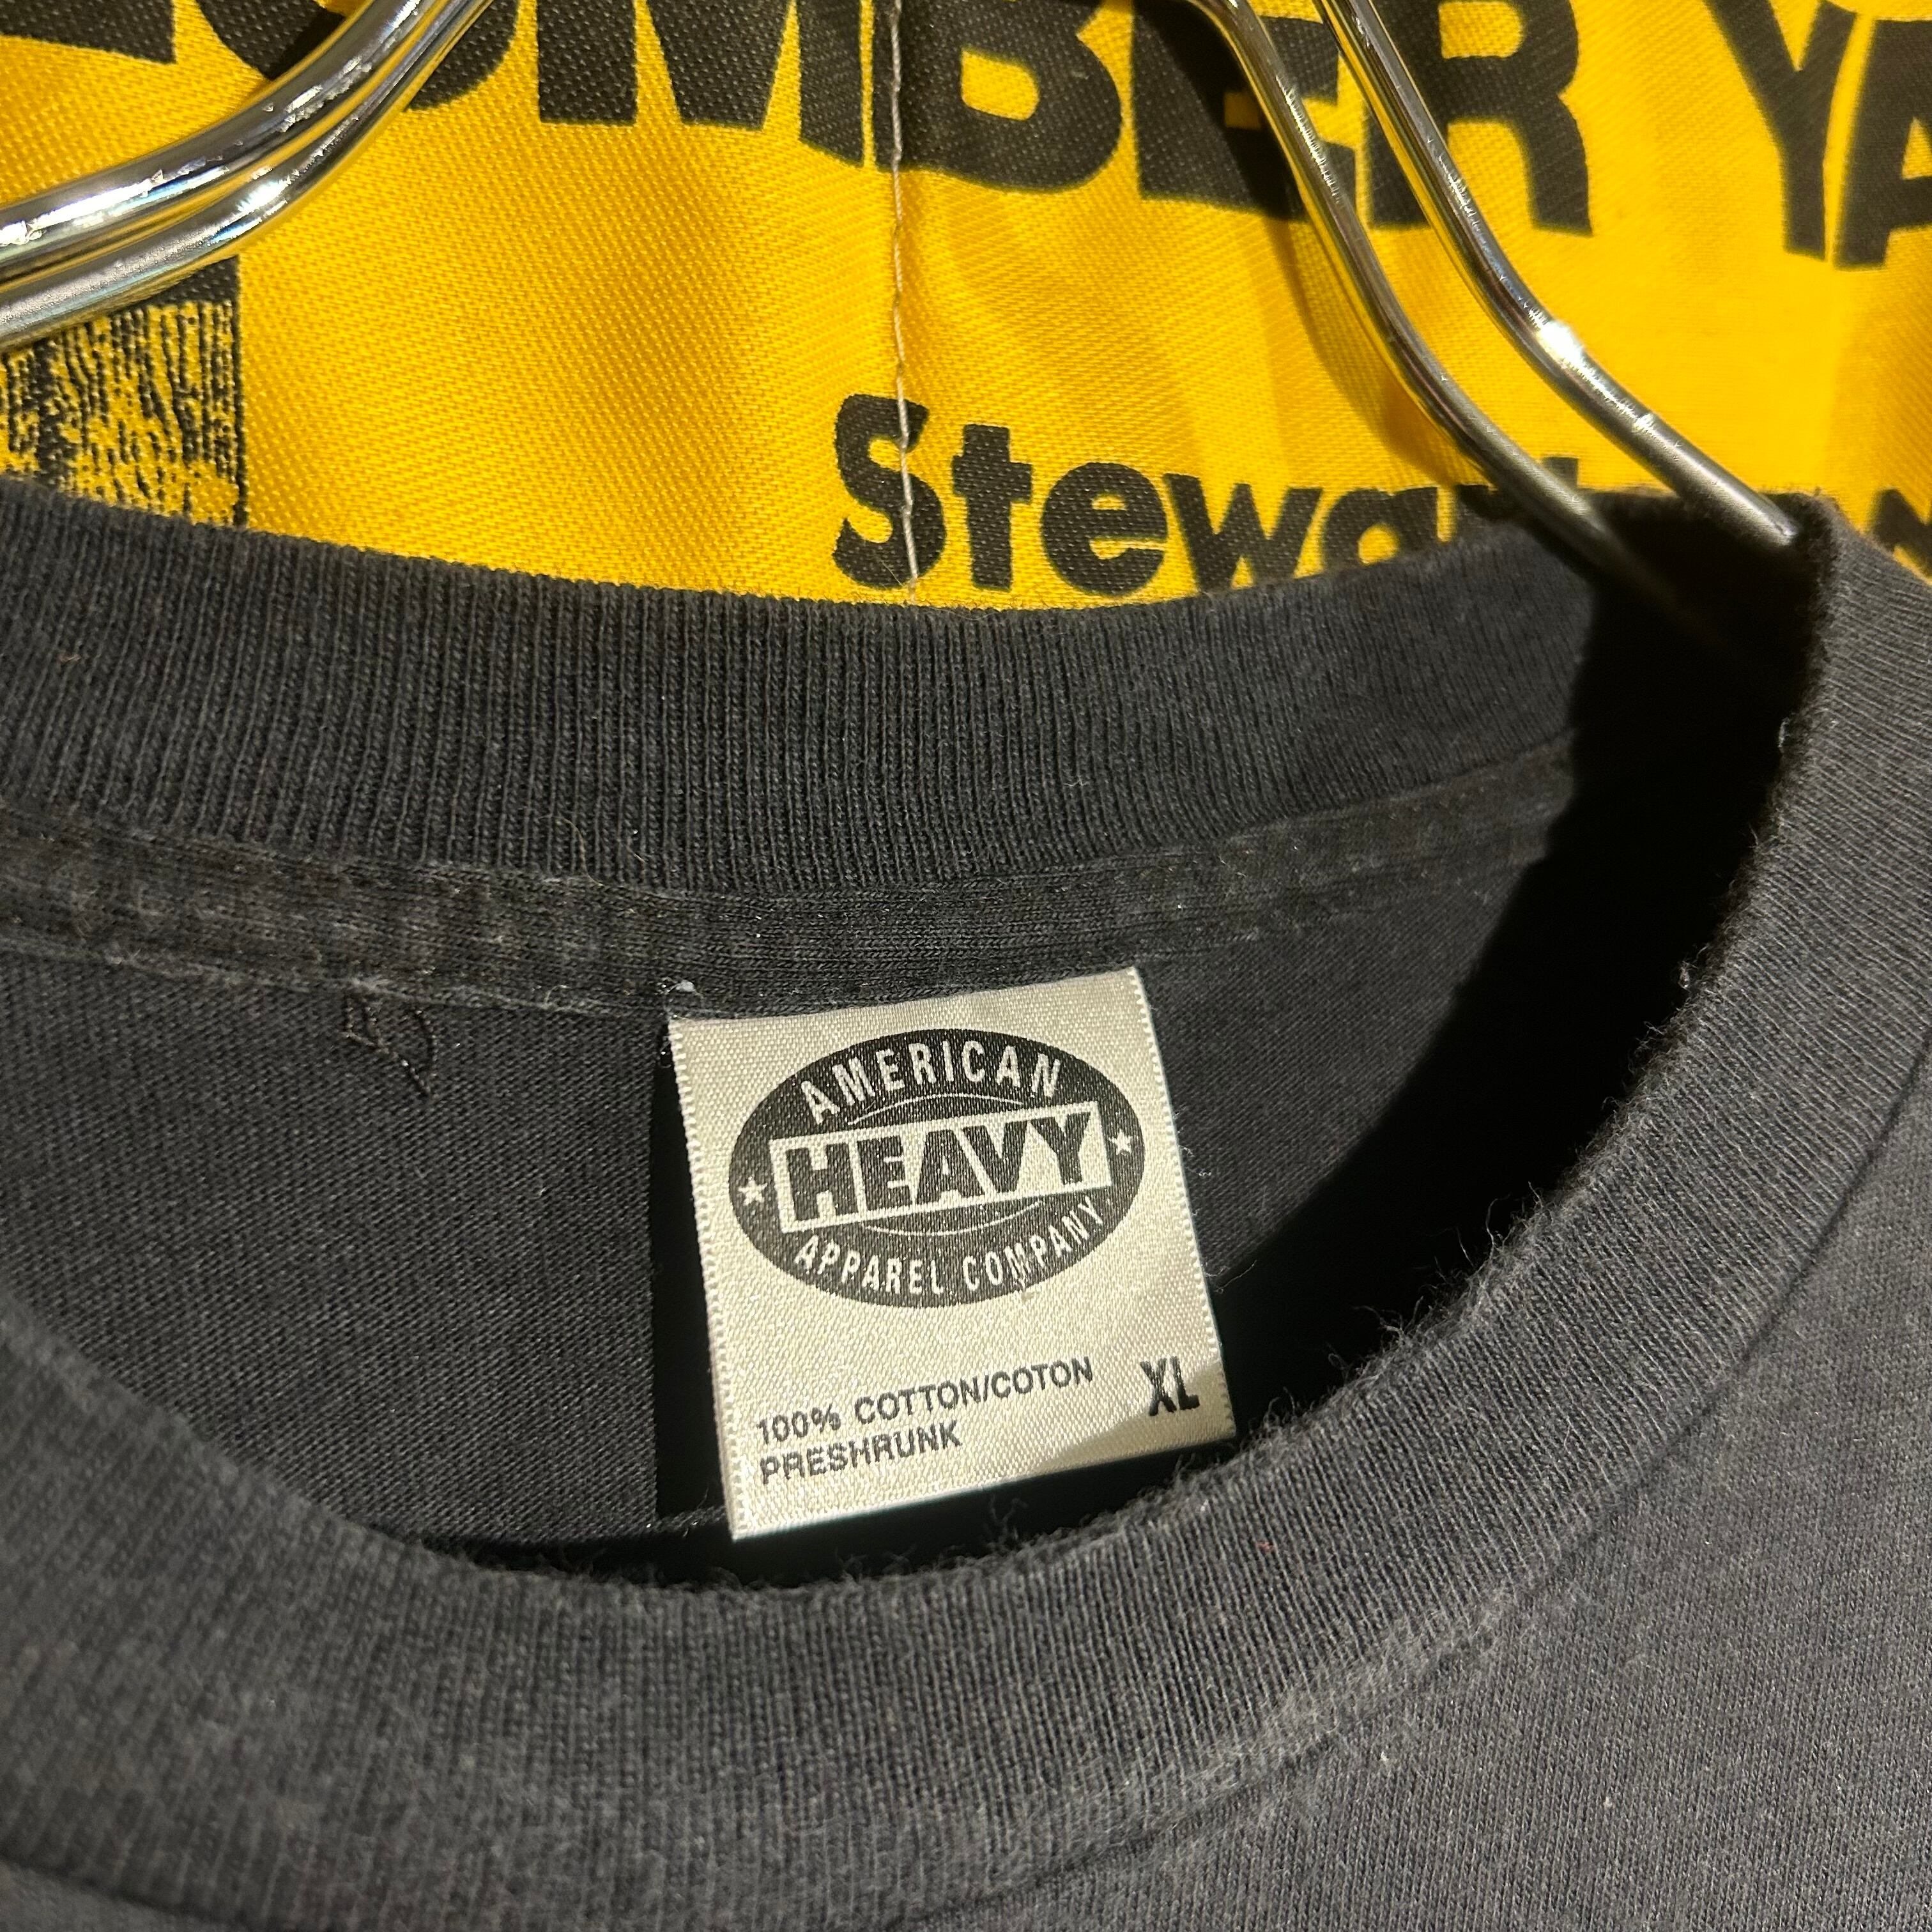 AMERICAN
HEAVY
APPAREL COMPANY
100% COTTON/COTON
PRESHRUNK
XL